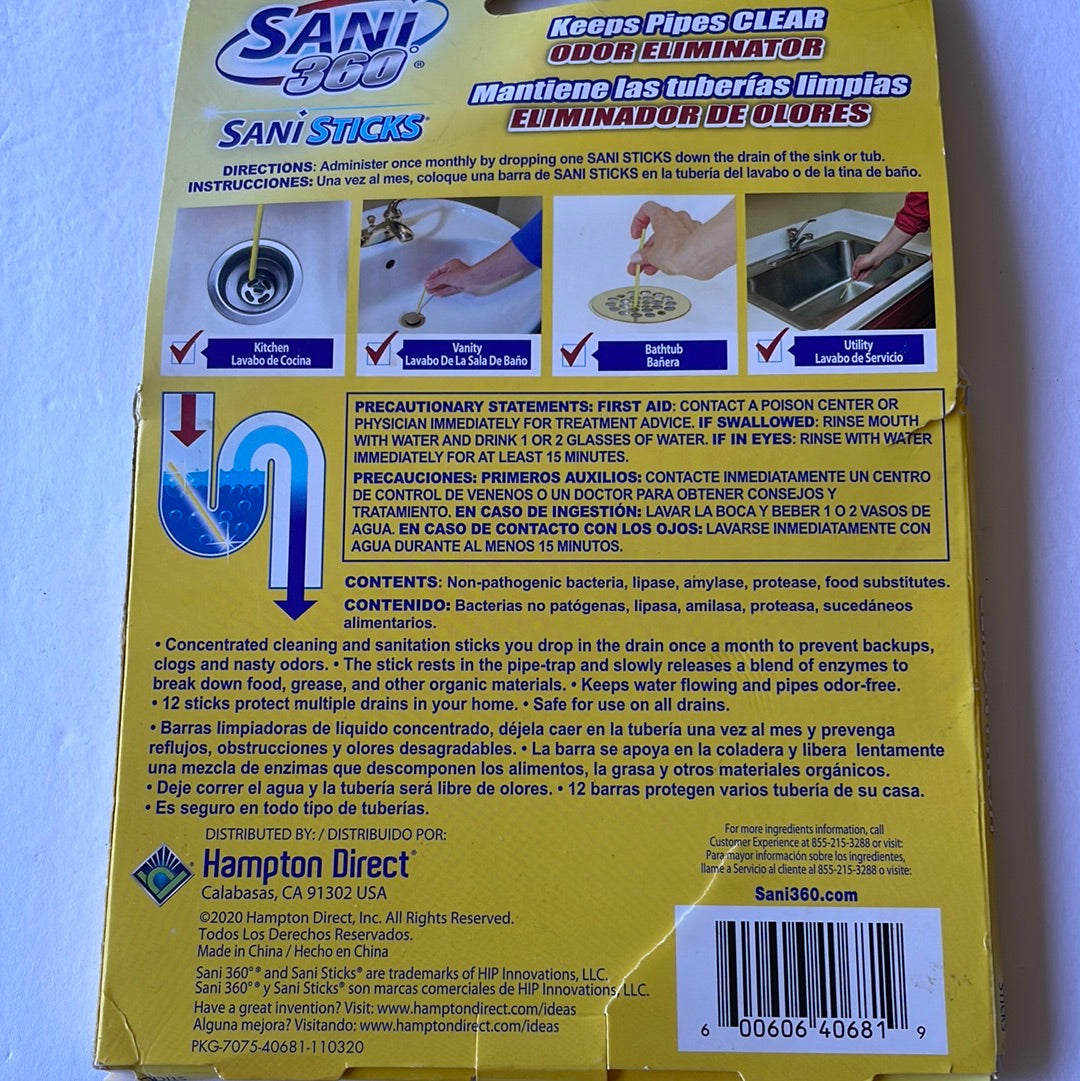 SANI
360°®
SANI STICKS®
Keeps Pipes CLEAR
ODOR ELIMINATOR
Mantiene las tuberías limpias
ELIMINADOR DE OLORES
DIRECTIONS: Administer once monthly by dropping one SANI STICKS down the drain of the sink or tub.
INSTRUCCIONES: Una vez al mes, coloque una barra de SANI STICKS en la tubería del lavabo o de la tina de baño.
Kitchen
Lavabo de Cocina
Vanity
Lavabo De La Sala De Baño
Bathtub
Bañera
Utility
Lavabo de Servicio
PRECAUTIONARY STATEMENTS: FIRST AID: CONTACT A POISON CENTER OR
PHYSICIAN IMMEDIATELY FOR TREATMENT ADVICE. IF SWALLOWED: RINSE MOUTH
WITH WATER AND DRINK 1 OR 2 GLASSES OF WATER. IF IN EYES: RINSE WITH WATER
IMMEDIATELY FOR AT LEAST 15 MINUTES.
PRECAUCIONES: PRIMEROS AUXILIOS: CONTACTE INMEDIATAMENTE UN CENTRO
DE CONTROL DE VENENOS O UN DOCTOR PARA OBTENER CONSEJOS Y
TRATAMIENTO. EN CASO DE INGESTIÓN: LAVAR LA BOCA Y BEBER 1 O 2 VASOS DE
AGUA. EN CASO DE CONTACTO CON LOS OJOS: LAVARSE INMEDIATAMENTE CON
AGUA DURANTE AL MENOS 15 MINUTOS.
CONTENTS: Non-pathogenic bacteria, lipase, amylase, protease, food substitutes.
CONTENIDO: Bacterias no patógenas, lipasa, amilasa, proteasa, sucedáneos
alimentarios.
• Concentrated cleaning and sanitation sticks you drop in the drain once a month to prevent backups,
clogs and nasty odors. • The stick rests in the pipe-trap and slowly releases a blend of enzymes to
break down food, grease, and other organic materials. • Keeps water flowing and pipes odor-free.
• 12 sticks protect multiple drains in your home. • Safe for use on all drains.
• Barras limpiadoras de líquido concentrado, déjela caer en la tubería una vez al mes y prevenga
reflujos, obstrucciones y olores desagradables. • La barra se apoya en la coladera y libera lentamente
una mezcla de enzimas que descomponen los alimentos, la grasa y otros materiales orgánicos.
• Deje correr el agua y la tubería será libre de olores. • 12 barras protegen varios tubería de su casa.
• Es seguro en todo tipo de tuberías.
DISTRIBUTED BY: / DISTRIBUIDO POR:
Hampton Direct®
Calabasas, CA 91302 USA
©2020 Hampton Direct, Inc. All Rights Reserved.
Todos Los Derechos Reservados.
Made in China / Hecho en China
Sani 360°® and Sani Sticks® are trademarks of HIP Innovations, LLC.
Sani 360°® y Sani Sticks® son marcas comerciales de HIP Innovations, LLC.
Have a great invention? Visit: www.hamptondirect.com/ideas
Alguna mejora? Visitando: www.hamptondirect.com/ideas
PKG-7075-40681-110320
For more ingredients information, call
Customer Experience at 855-215-3288 or visit:
Para mayor información sobre los ingredientes,
llame a Servicio al cliente al 855-215-3288 o visite:
Sani360.com
6 00606 40681 9